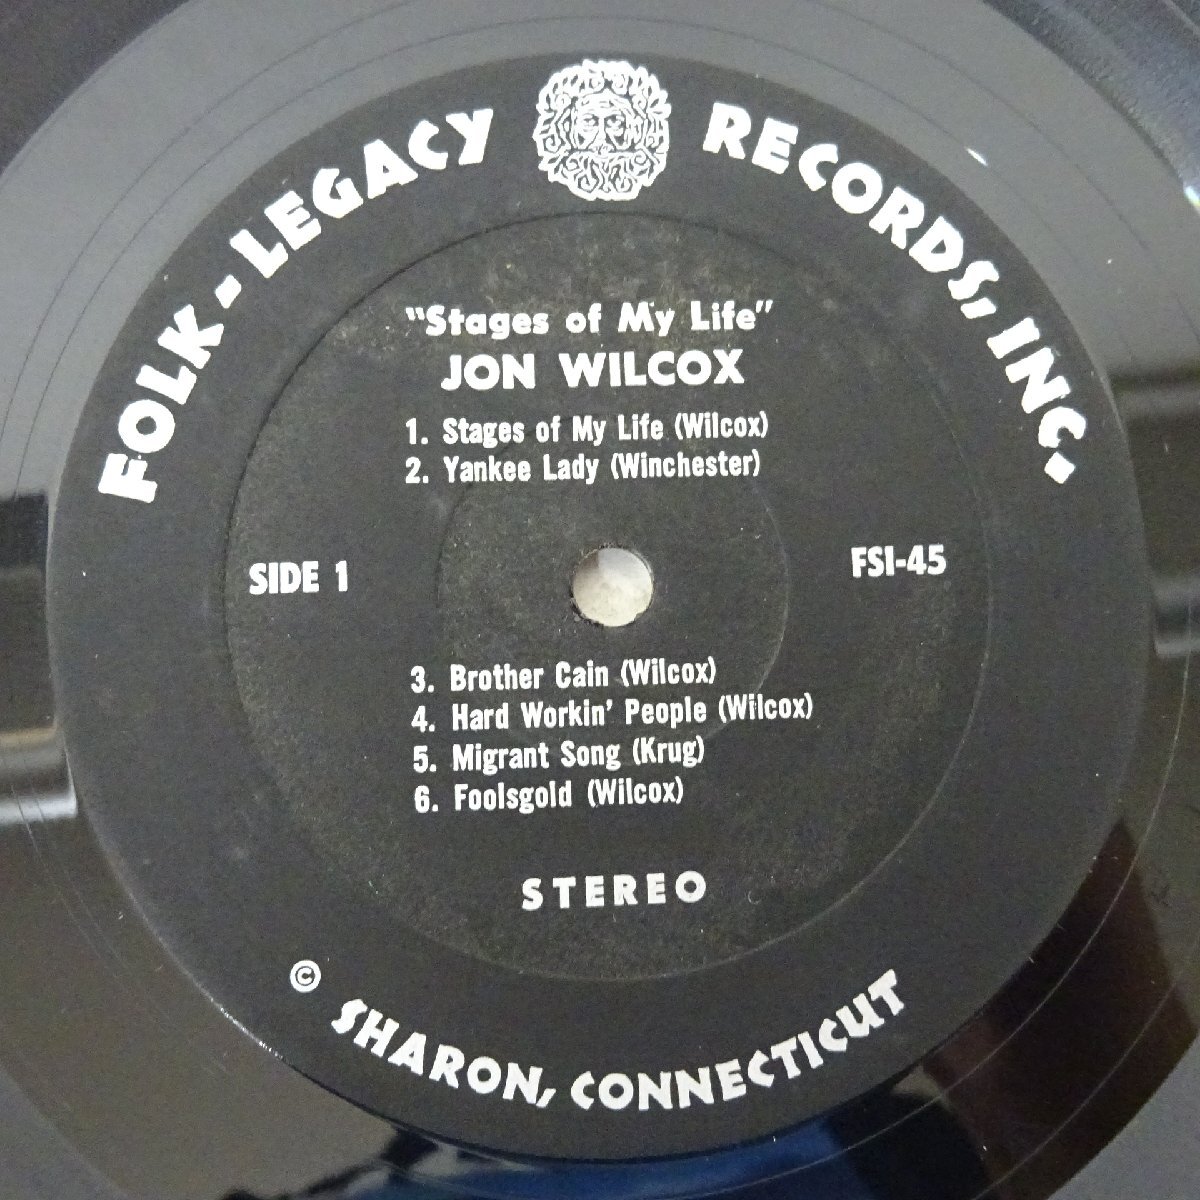 FOLK-LEGACY RECORDS, INC.
"Stages of My Life"
JON WILCOX
1. Stages of My Life (Wilcox)
2. Yankee Lady (Winchester)
SIDE 1
FSI-45
3. Brother Cain (Wilcox)
4. Hard Workin' People (Wilcox)
5. Migrant Song (Krug)
6. Foolsgold (Wilcox)
STEREO
© SHARON, CONNECTICUT